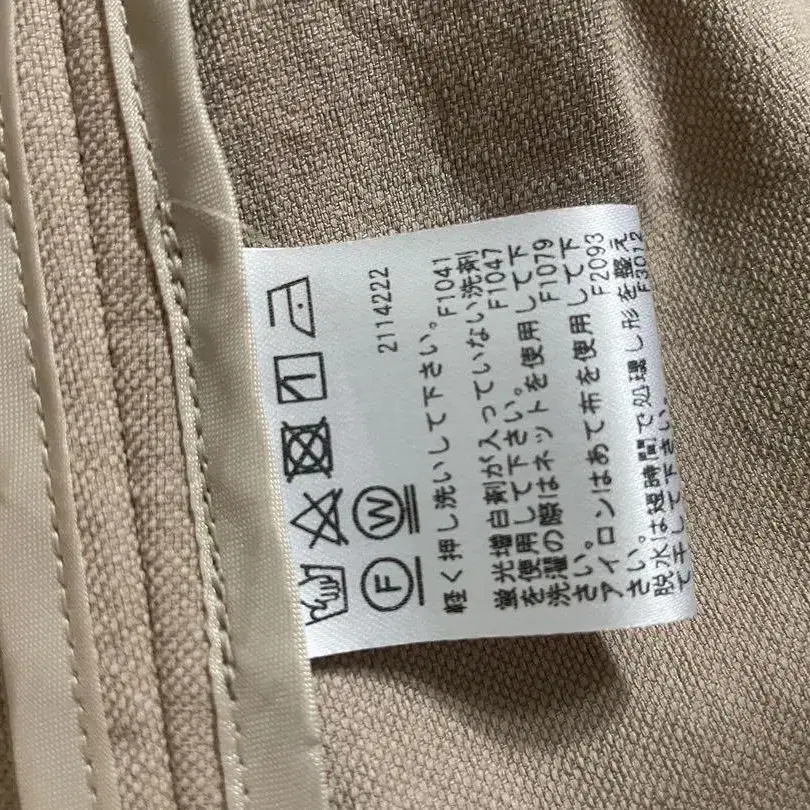 F W 2114222
軽く押し洗いして下さい。 F1041
蛍光増白剤が入っていない洗剤
を使用して下さい。 F1047
洗濯の際はネットを使用して下
さい。 F1079
アイロンはあて布を使用して下
さい。 F2093
脱水は短時間で処理し形を整え
て干して下さい。 F3012